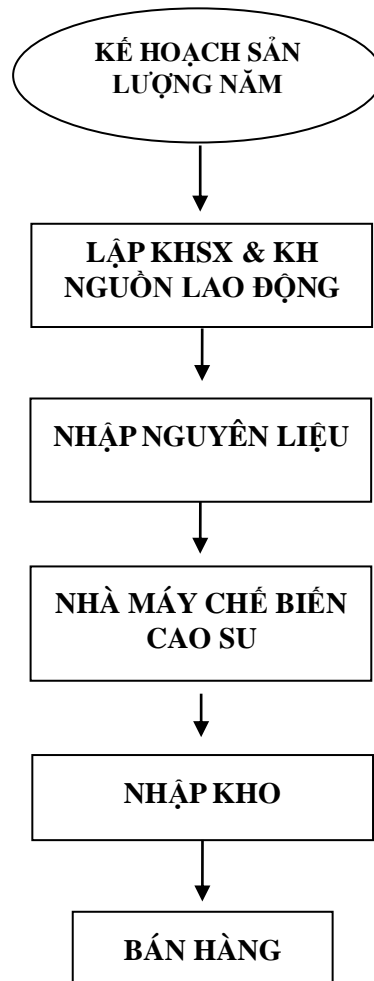 KẾ HOẠCH SẢN
LƯỢNG NĂM
LẬP KHSX & KH
NGUỒN LAO ĐỘNG
NHẬP NGUYÊN LIỆU
NHÀ MÁY CHẾ BIẾN
CAO SU
NHẬP KHO
BÁN HÀNG